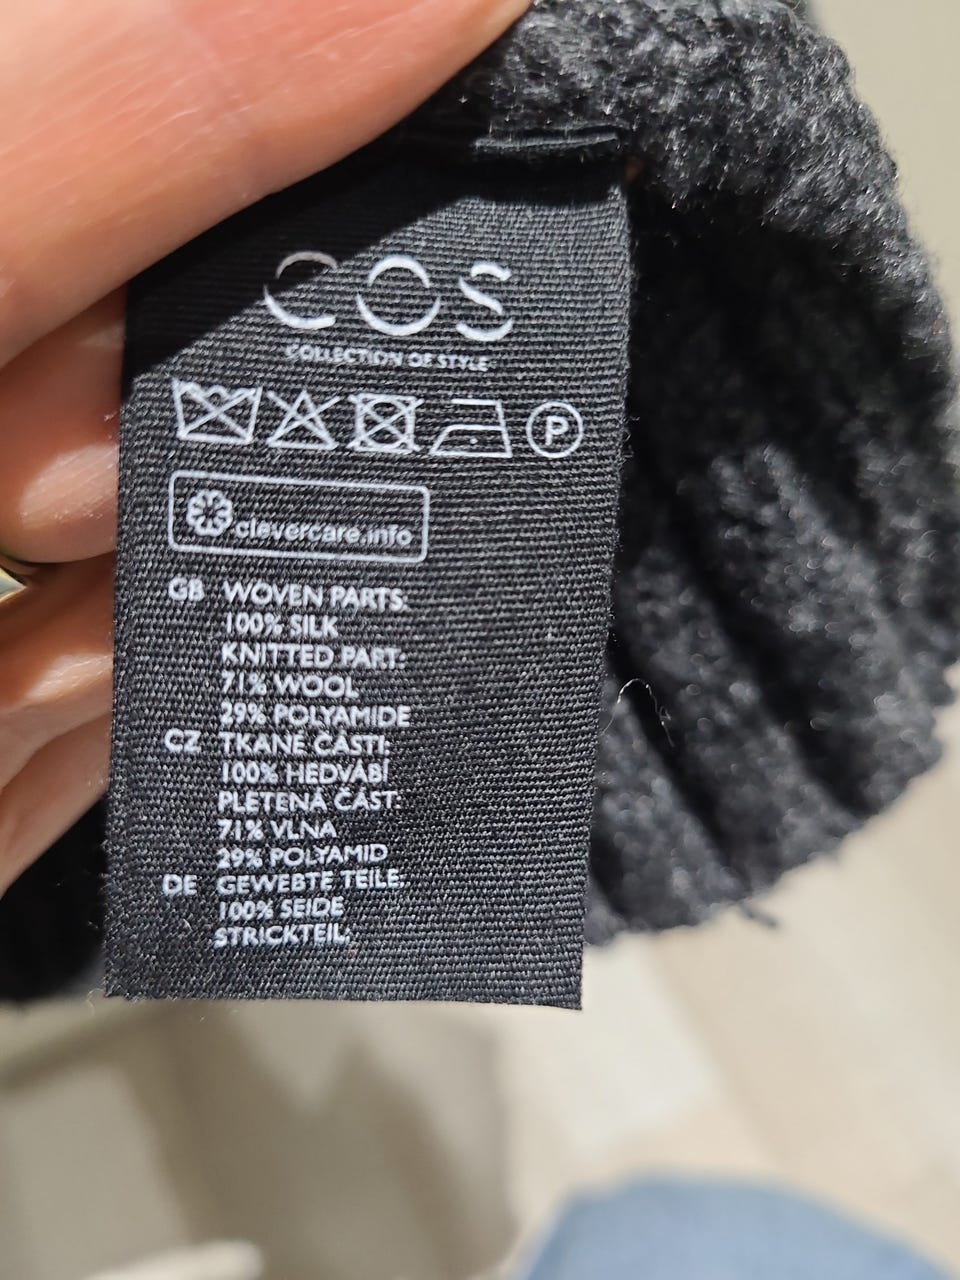 COS
COLLECTION OF STYLE
P
clevercare.info
GB WOVEN PARTS:
100% SILK
KNITTED PART:
71% WOOL
29% POLYAMIDE
CZ TKANÉ ČÁSTI:
100% HEDVÁBÍ
PLETENÁ ČÁST:
71% VLNA
29% POLYAMID
DE GEWEBTE TEILE:
100% SEIDE
STRICKTEIL: